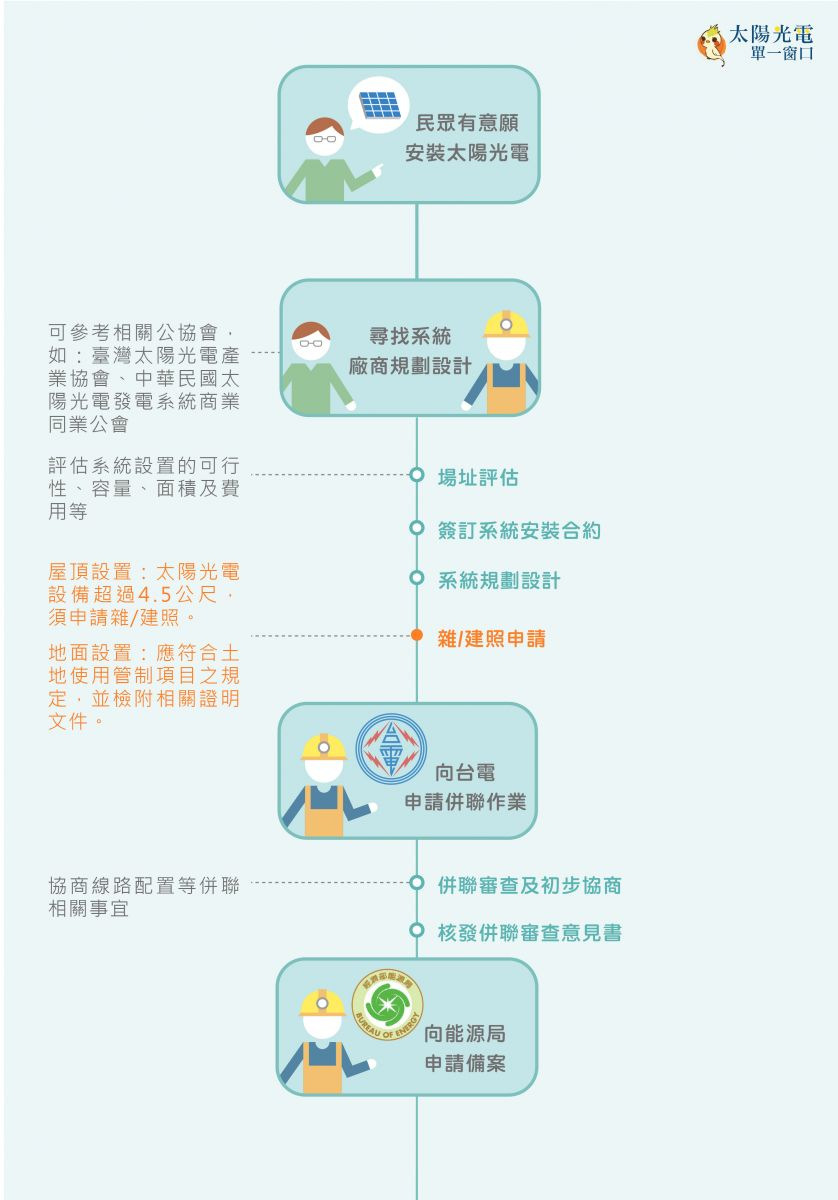 太陽光電
單一窗口
民眾有意願
安裝太陽光電
可參考相關公協會，
如：臺灣太陽光電產
業協會、中華民國太
陽光電發電系統商業
同業公會
尋找系統
廠商規劃設計
評估系統設置的可行
性、容量、面積及費
用等
場址評估
簽訂系統安裝合約
系統規劃設計
屋頂設置：太陽光電
設備超過4.5公尺，
須申請雜/建照。
地面設置：應符合土
地使用管制項目之規
定，並檢附相關證明
文件。
雜/建照申請
台電
向台電
申請併聯作業
協商線路配置等併聯
相關事宜
併聯審查及初步協商
核發併聯審查意見書
經濟部能源局
BUREAU OF ENERGY
向能源局
申請備案